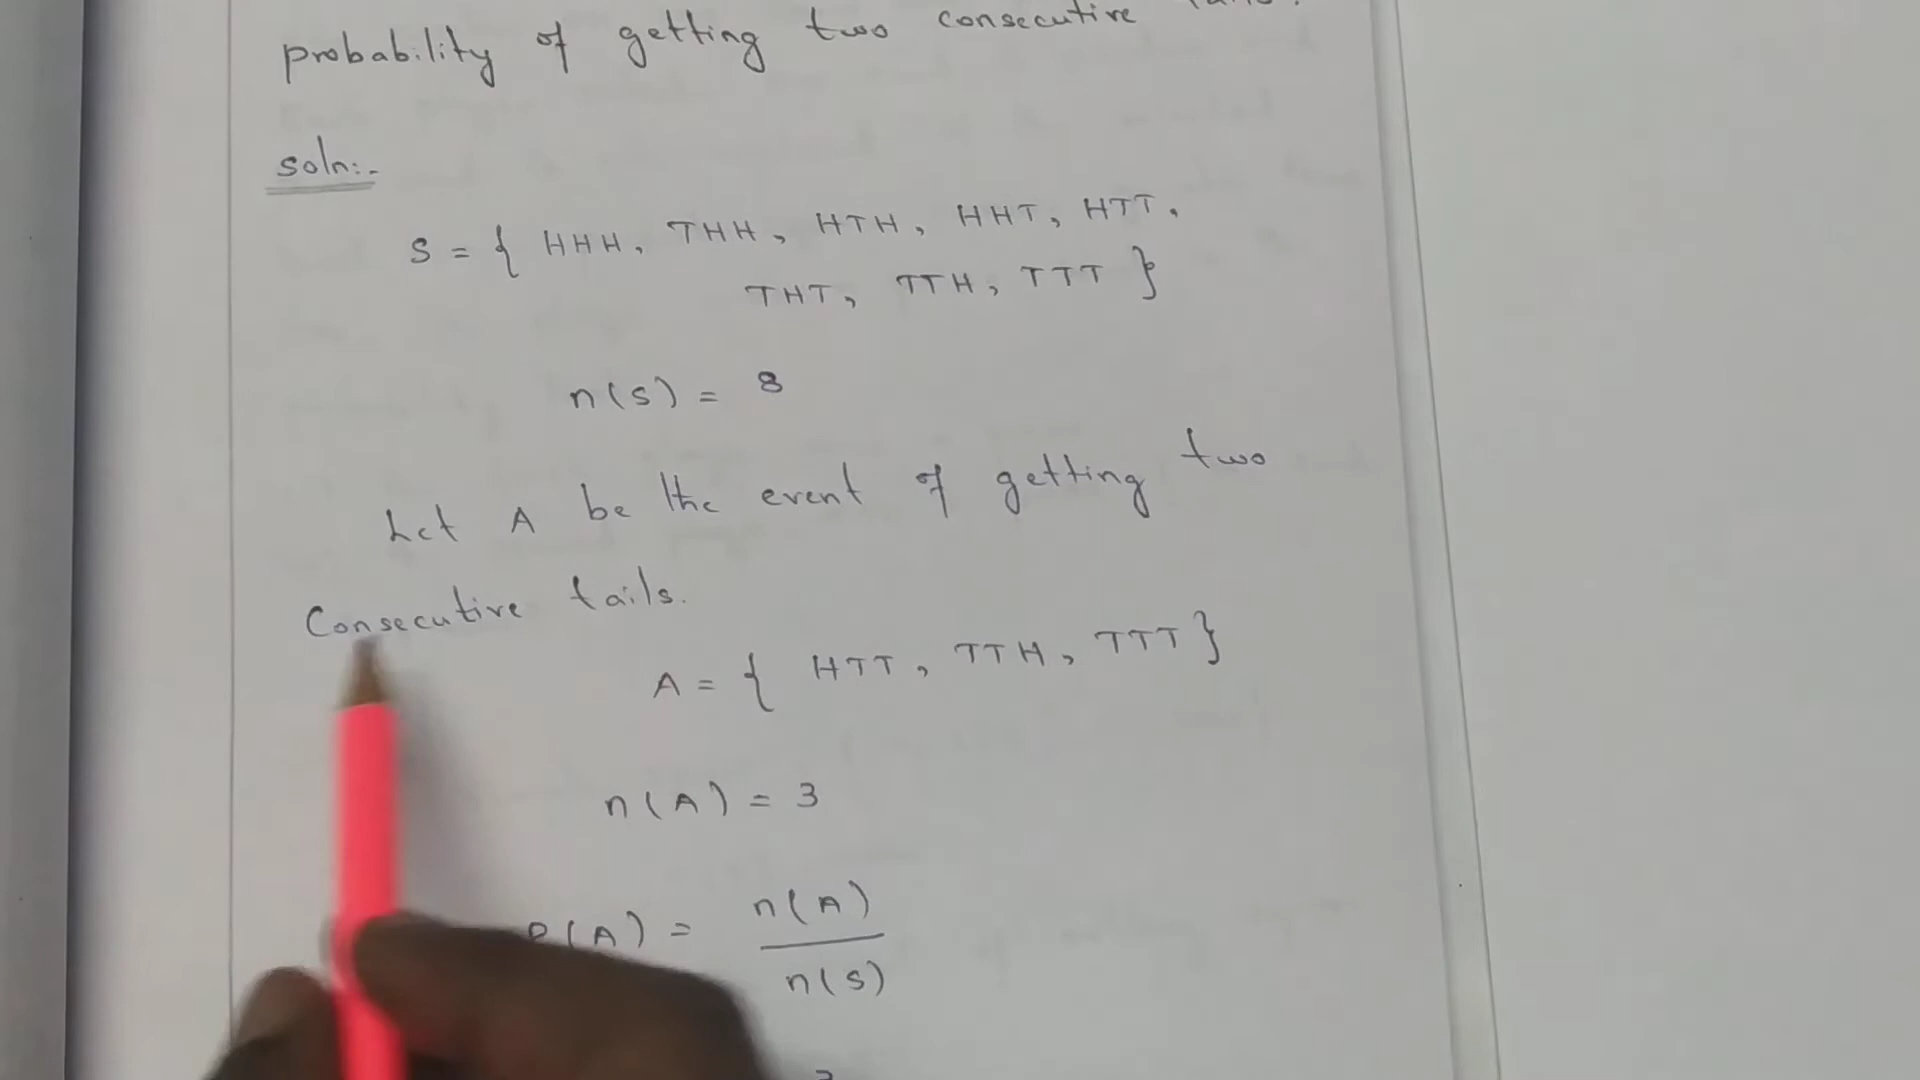 probability of getting two consecutive
soln:-
S = { HHH, THH, HTH, HHT, HTT,
THT, TTH, TTT }
n(s) = 8
Let A be the event of getting two
Consecutive tails.
A = { HTT, TTH, TTT }
n(A) = 3
P(A) = n(A)
n(s)